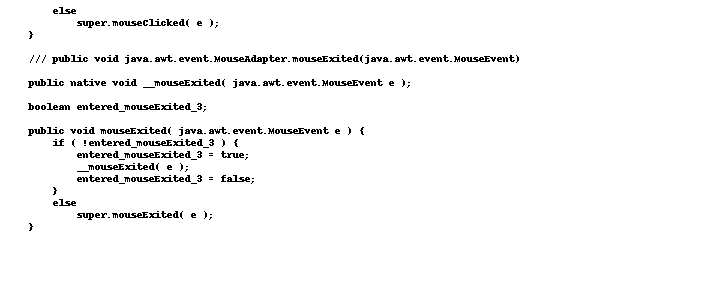 else
super.mouseClicked( e );
}
/// public void java.awt.event.MouseAdapter.mouseExited(java.awt.event.MouseEvent)
public native void __mouseExited( java.awt.event.MouseEvent e );
boolean entered_mouseExited_3;
public void mouseExited( java.awt.event.MouseEvent e ) {
if ( !entered_mouseExited_3 ) {
entered_mouseExited_3 = true;
__mouseExited( e );
entered_mouseExited_3 = false;
}
else
super.mouseExited( e );
}